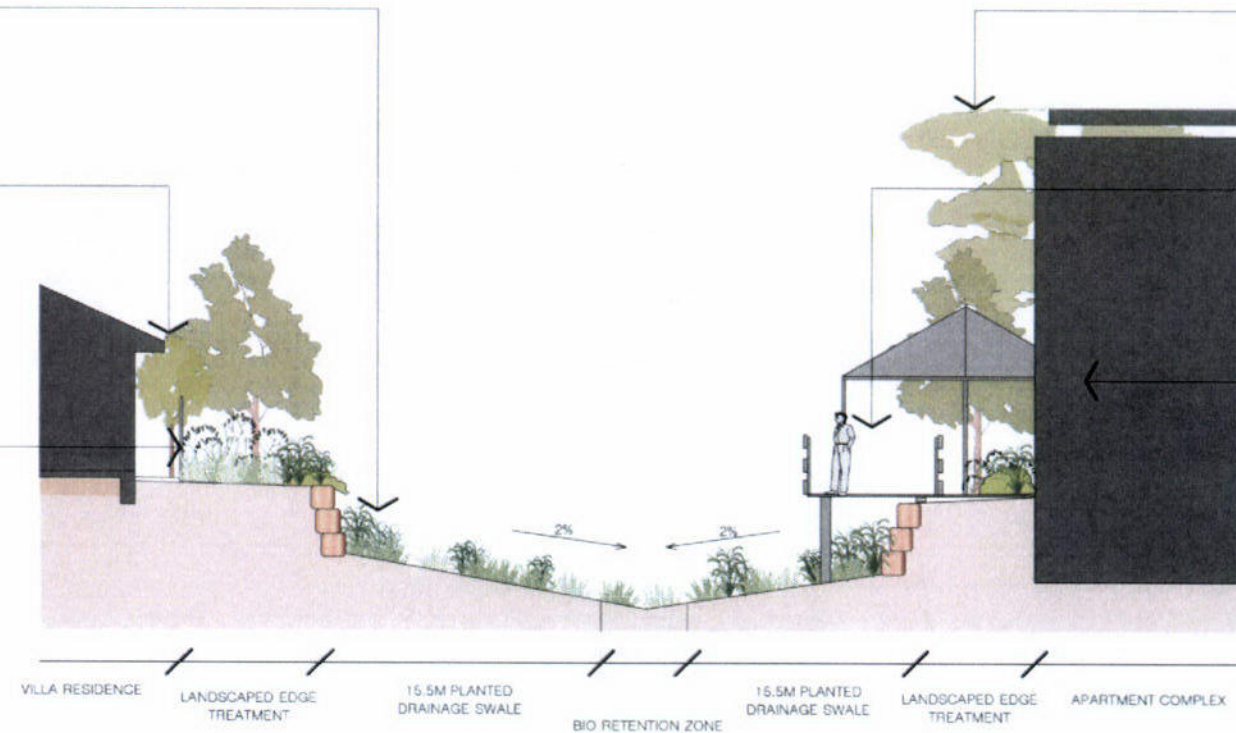 2%
2%
VILLA RESIDENCE
LANDSCAPED EDGE
TREATMENT
15.5M PLANTED
DRAINAGE SWALE
BIO RETENTION ZONE
15.5M PLANTED
DRAINAGE SWALE
LANDSCAPED EDGE
TREATMENT
APARTMENT COMPLEX